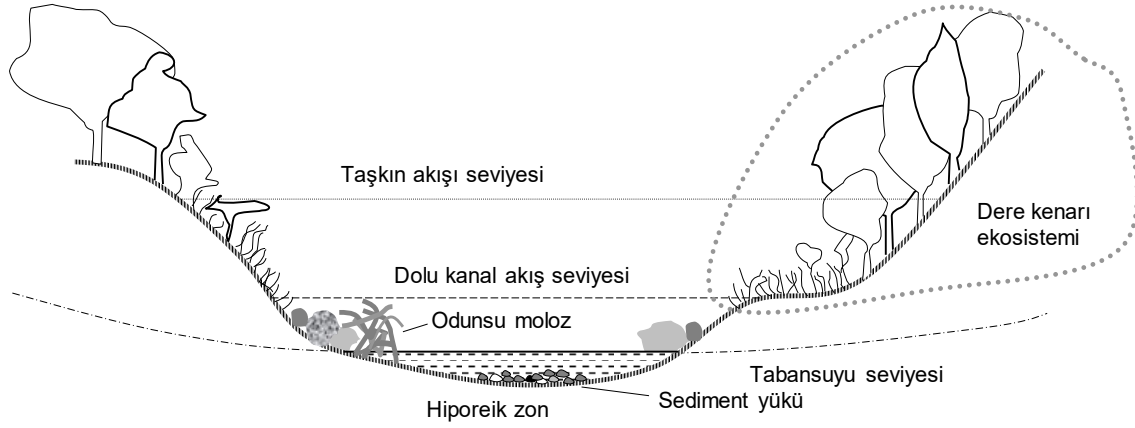 Taşkın akışı seviyesi
Dere kenarı
ekosistemi
Dolu kanal akış seviyesi
Odunsu moloz
Tabansuyu seviyesi
Sediment yükü
Hiporeik zon